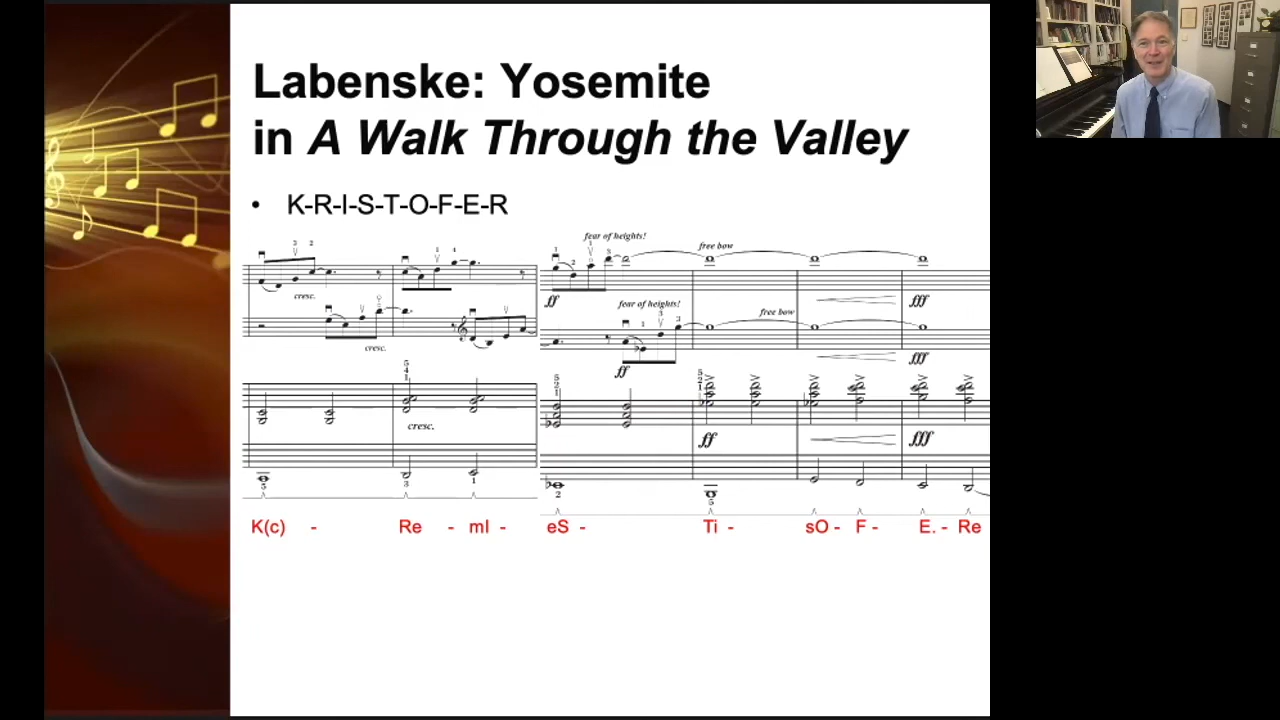 Labenske: Yosemite
in A Walk Through the Valley
• K-R-I-S-T-O-F-E-R
fear of heights!
free bow
cresc.
ff
fff
fear of heights!
free bow
cresc.
ff
fff
cresc.
ff
fff
K(c) - Re - mI - eS - Ti - sO - F - E. - Re